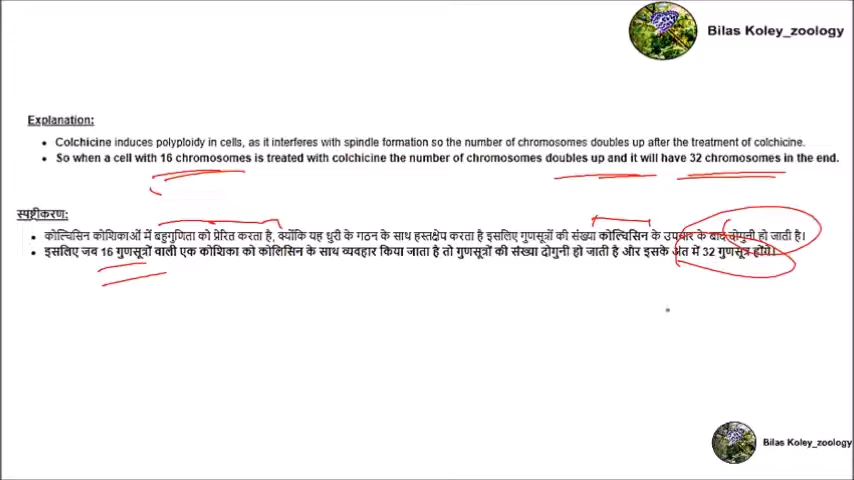 Bilas Koley_zoology
Explanation:
• Colchicine induces polyploidy in cells, as it interferes with spindle formation so the number of chromosomes doubles up after the treatment of colchicine.
• So when a cell with 16 chromosomes is treated with colchicine the number of chromosomes doubles up and it will have 32 chromosomes in the end.
स्पष्टीकरण:
• कोल्चिसिन कोशिकाओं में बहुगुणिता को प्रेरित करता है, क्योंकि यह धुरी के गठन के साथ हस्तक्षेप करता है इसलिए गुणसूत्रों की संख्या कोल्चिसिन के उपचार के बाद दोगुनी हो जाती है।
• इसलिए जब 16 गुणसूत्रों वाली एक कोशिका को कोलिसिन के साथ व्यवहार किया जाता है तो गुणसूत्रों की संख्या दोगुनी हो जाती है और इसके अंत में 32 गुणसूत्र होंगे।
Bilas Koley_zoology